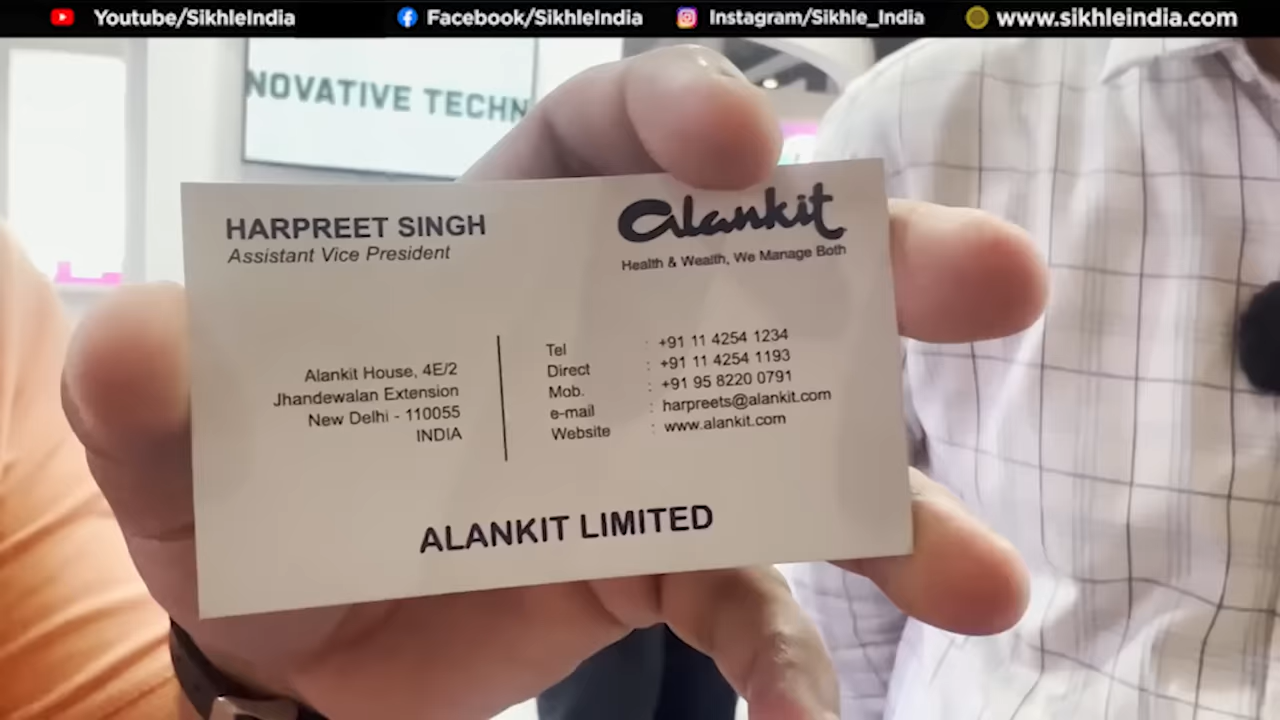 Youtube/SikhleIndia
Facebook/SikhleIndia
Instagram/Sikhle_India
www.sikhleindia.com
NOVATIVE TECHN
HARPREET SINGH
Assistant Vice President
alankit
Health & Wealth, We Manage Both
Alankit House, 4E/2
Jhandewalan Extension
New Delhi - 110055
INDIA
Tel : +91 11 4254 1234
Direct : +91 11 4254 1193
Mob. : +91 95 8220 0791
e-mail : harpreets@alankit.com
Website : www.alankit.com
ALANKIT LIMITED